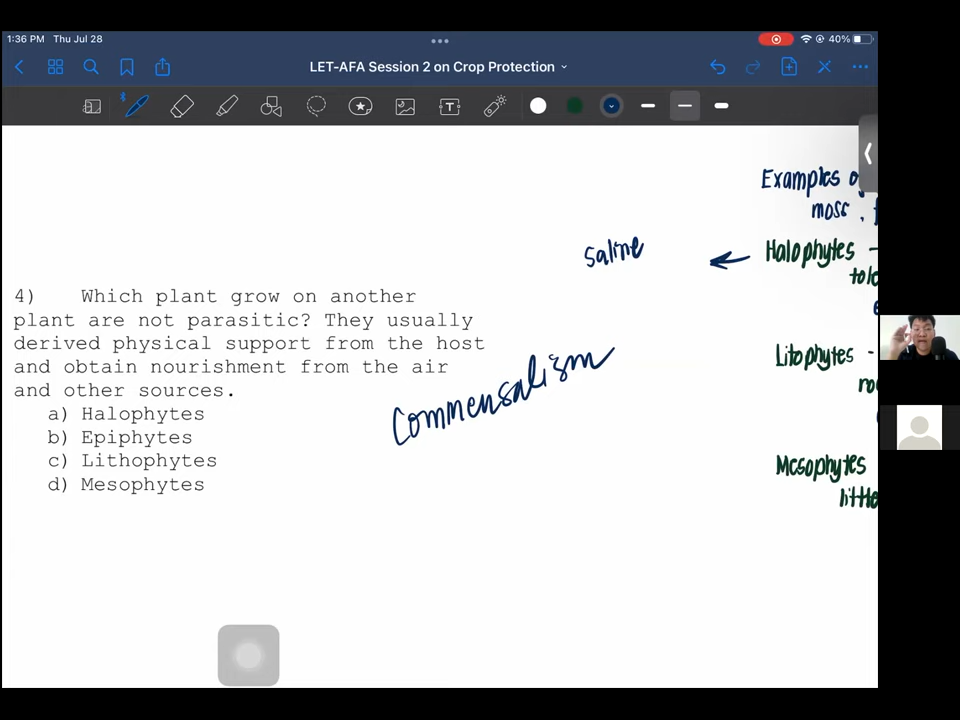 1:36 PM Thu Jul 28
40%
LET-AFA Session 2 on Crop Protection
Examples
moss,
saline
Halophytes -
4) Which plant grow on another
plant are not parasitic? They usually
derived physical support from the host
and obtain nourishment from the air
and other sources.
a) Halophytes
b) Epiphytes
c) Lithophytes
d) Mesophytes
Commensalism
Litophytes -
Mesophytes